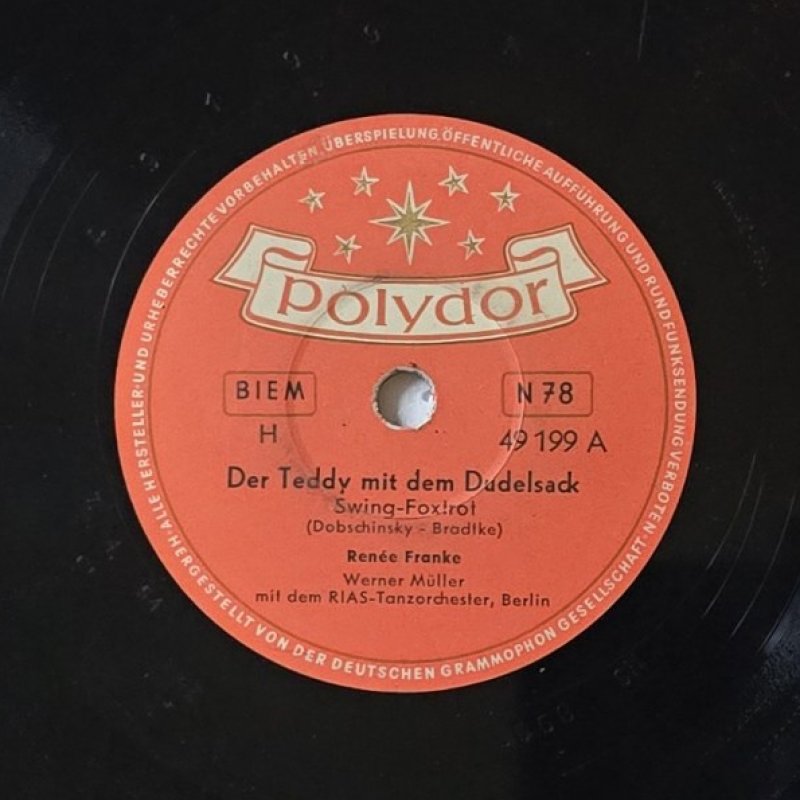 ALLE HERSTELLER-UND URHEBERRECHTE VORBEHALTEN. ÜBERSPIELUNG, ÖFFENTLICHE AUFFÜHRUNG UND RUNDFUNKSENDUNG VERBOTEN.
polydor
BIEM N 78
H 49 199 A
Der Teddy mit dem Dudelsack
Swing-Foxtrot
(Dobschinsky - Bradtke)
Renée Franke
Werner Müller
mit dem RIAS-Tanzorchester, Berlin
HERGESTELLT VON DER DEUTSCHEN GRAMMOPHON GESELLSCHAFT